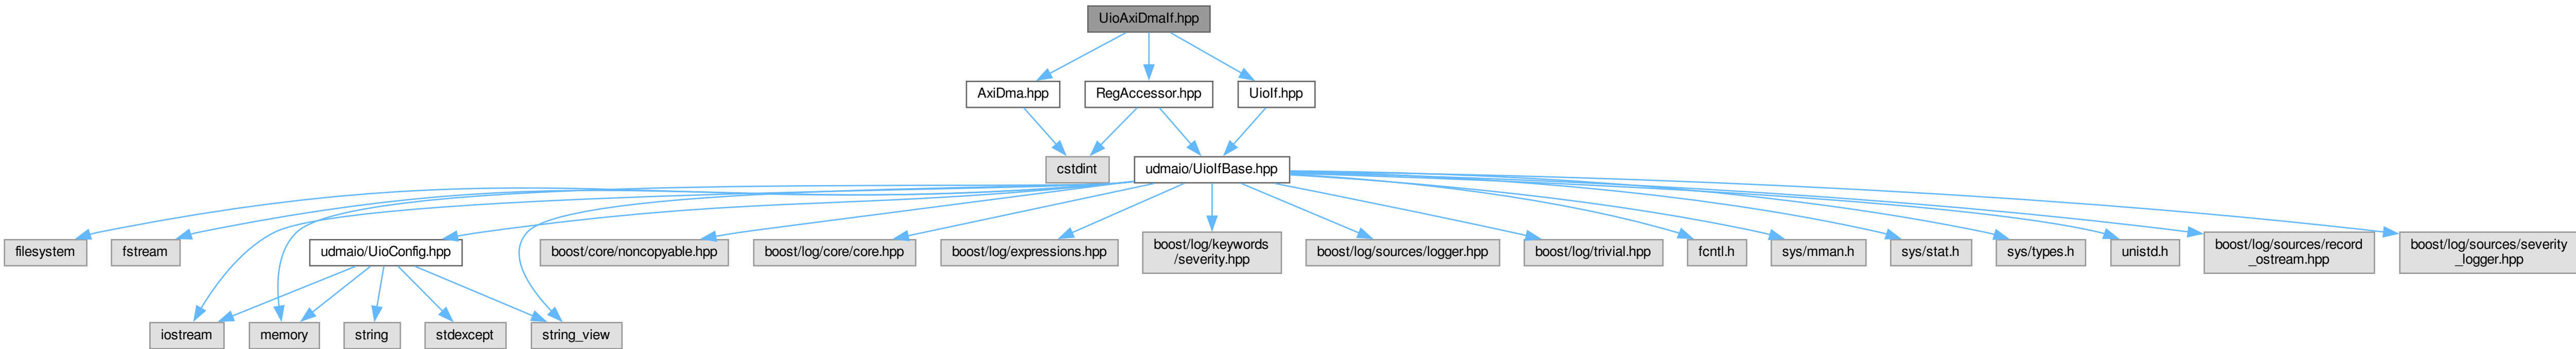 UioAxiDmaIf.hpp
AxiDma.hpp
RegAccessor.hpp
UioIf.hpp
cstdint
udmaio/UioIfBase.hpp
filesystem
fstream
udmaio/UioConfig.hpp
boost/core/noncopyable.hpp
boost/log/core/core.hpp
boost/log/expressions.hpp
boost/log/keywords
/severity.hpp
boost/log/sources/logger.hpp
boost/log/trivial.hpp
fcntl.h
sys/mman.h
sys/stat.h
sys/types.h
unistd.h
boost/log/sources/record
_ostream.hpp
boost/log/sources/severity
_logger.hpp
iostream
memory
string
stdexcept
string_view